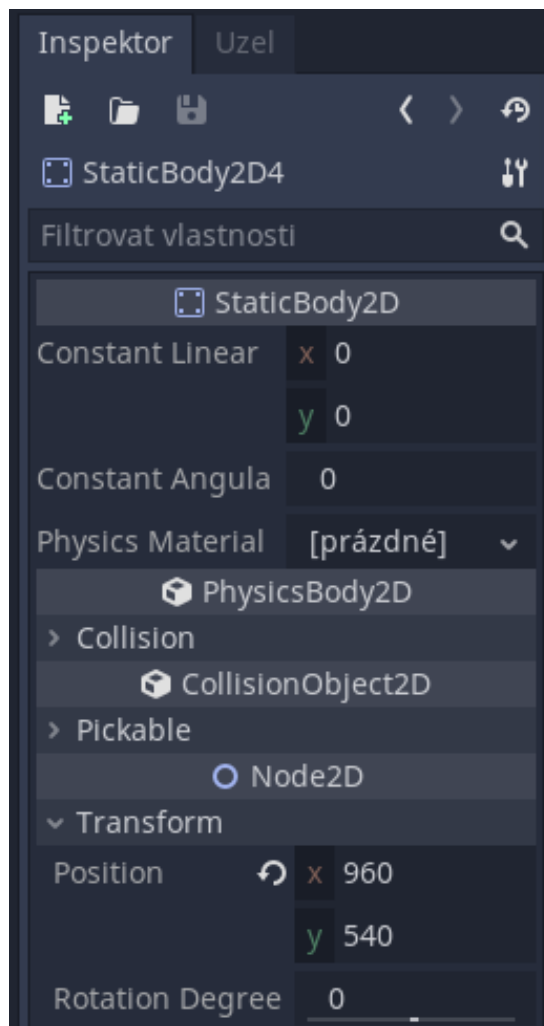 Inspektor Uzel
StaticBody2D4
Filtrovat vlastnosti
StaticBody2D
Constant Linear x 0
y 0
Constant Angula 0
Physics Material [prázdné]
PhysicsBody2D
Collision
CollisionObject2D
Pickable
Node2D
Transform
Position x 960
y 540
Rotation Degree 0